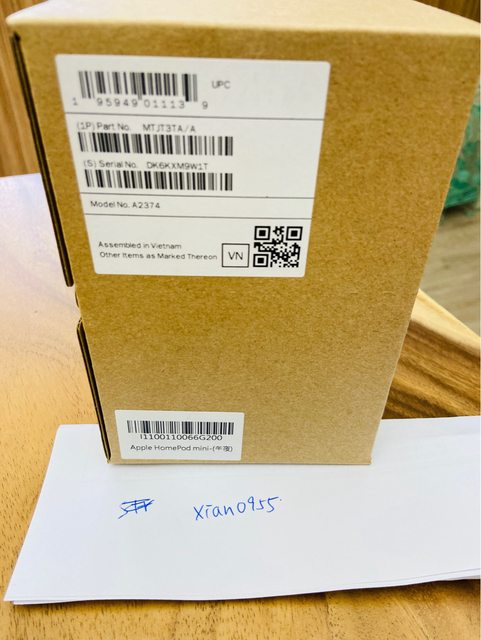 UPC
1 95949 01113 9
(1P) Part No. MTJT3TA/A
(S) Serial No. DK6KXM9W1T
Model No. A2374
Assembled in Vietnam
Other Items as Marked Thereon
VN
I1100110066G200
Apple HomePod mini-(午夜)
xian0955